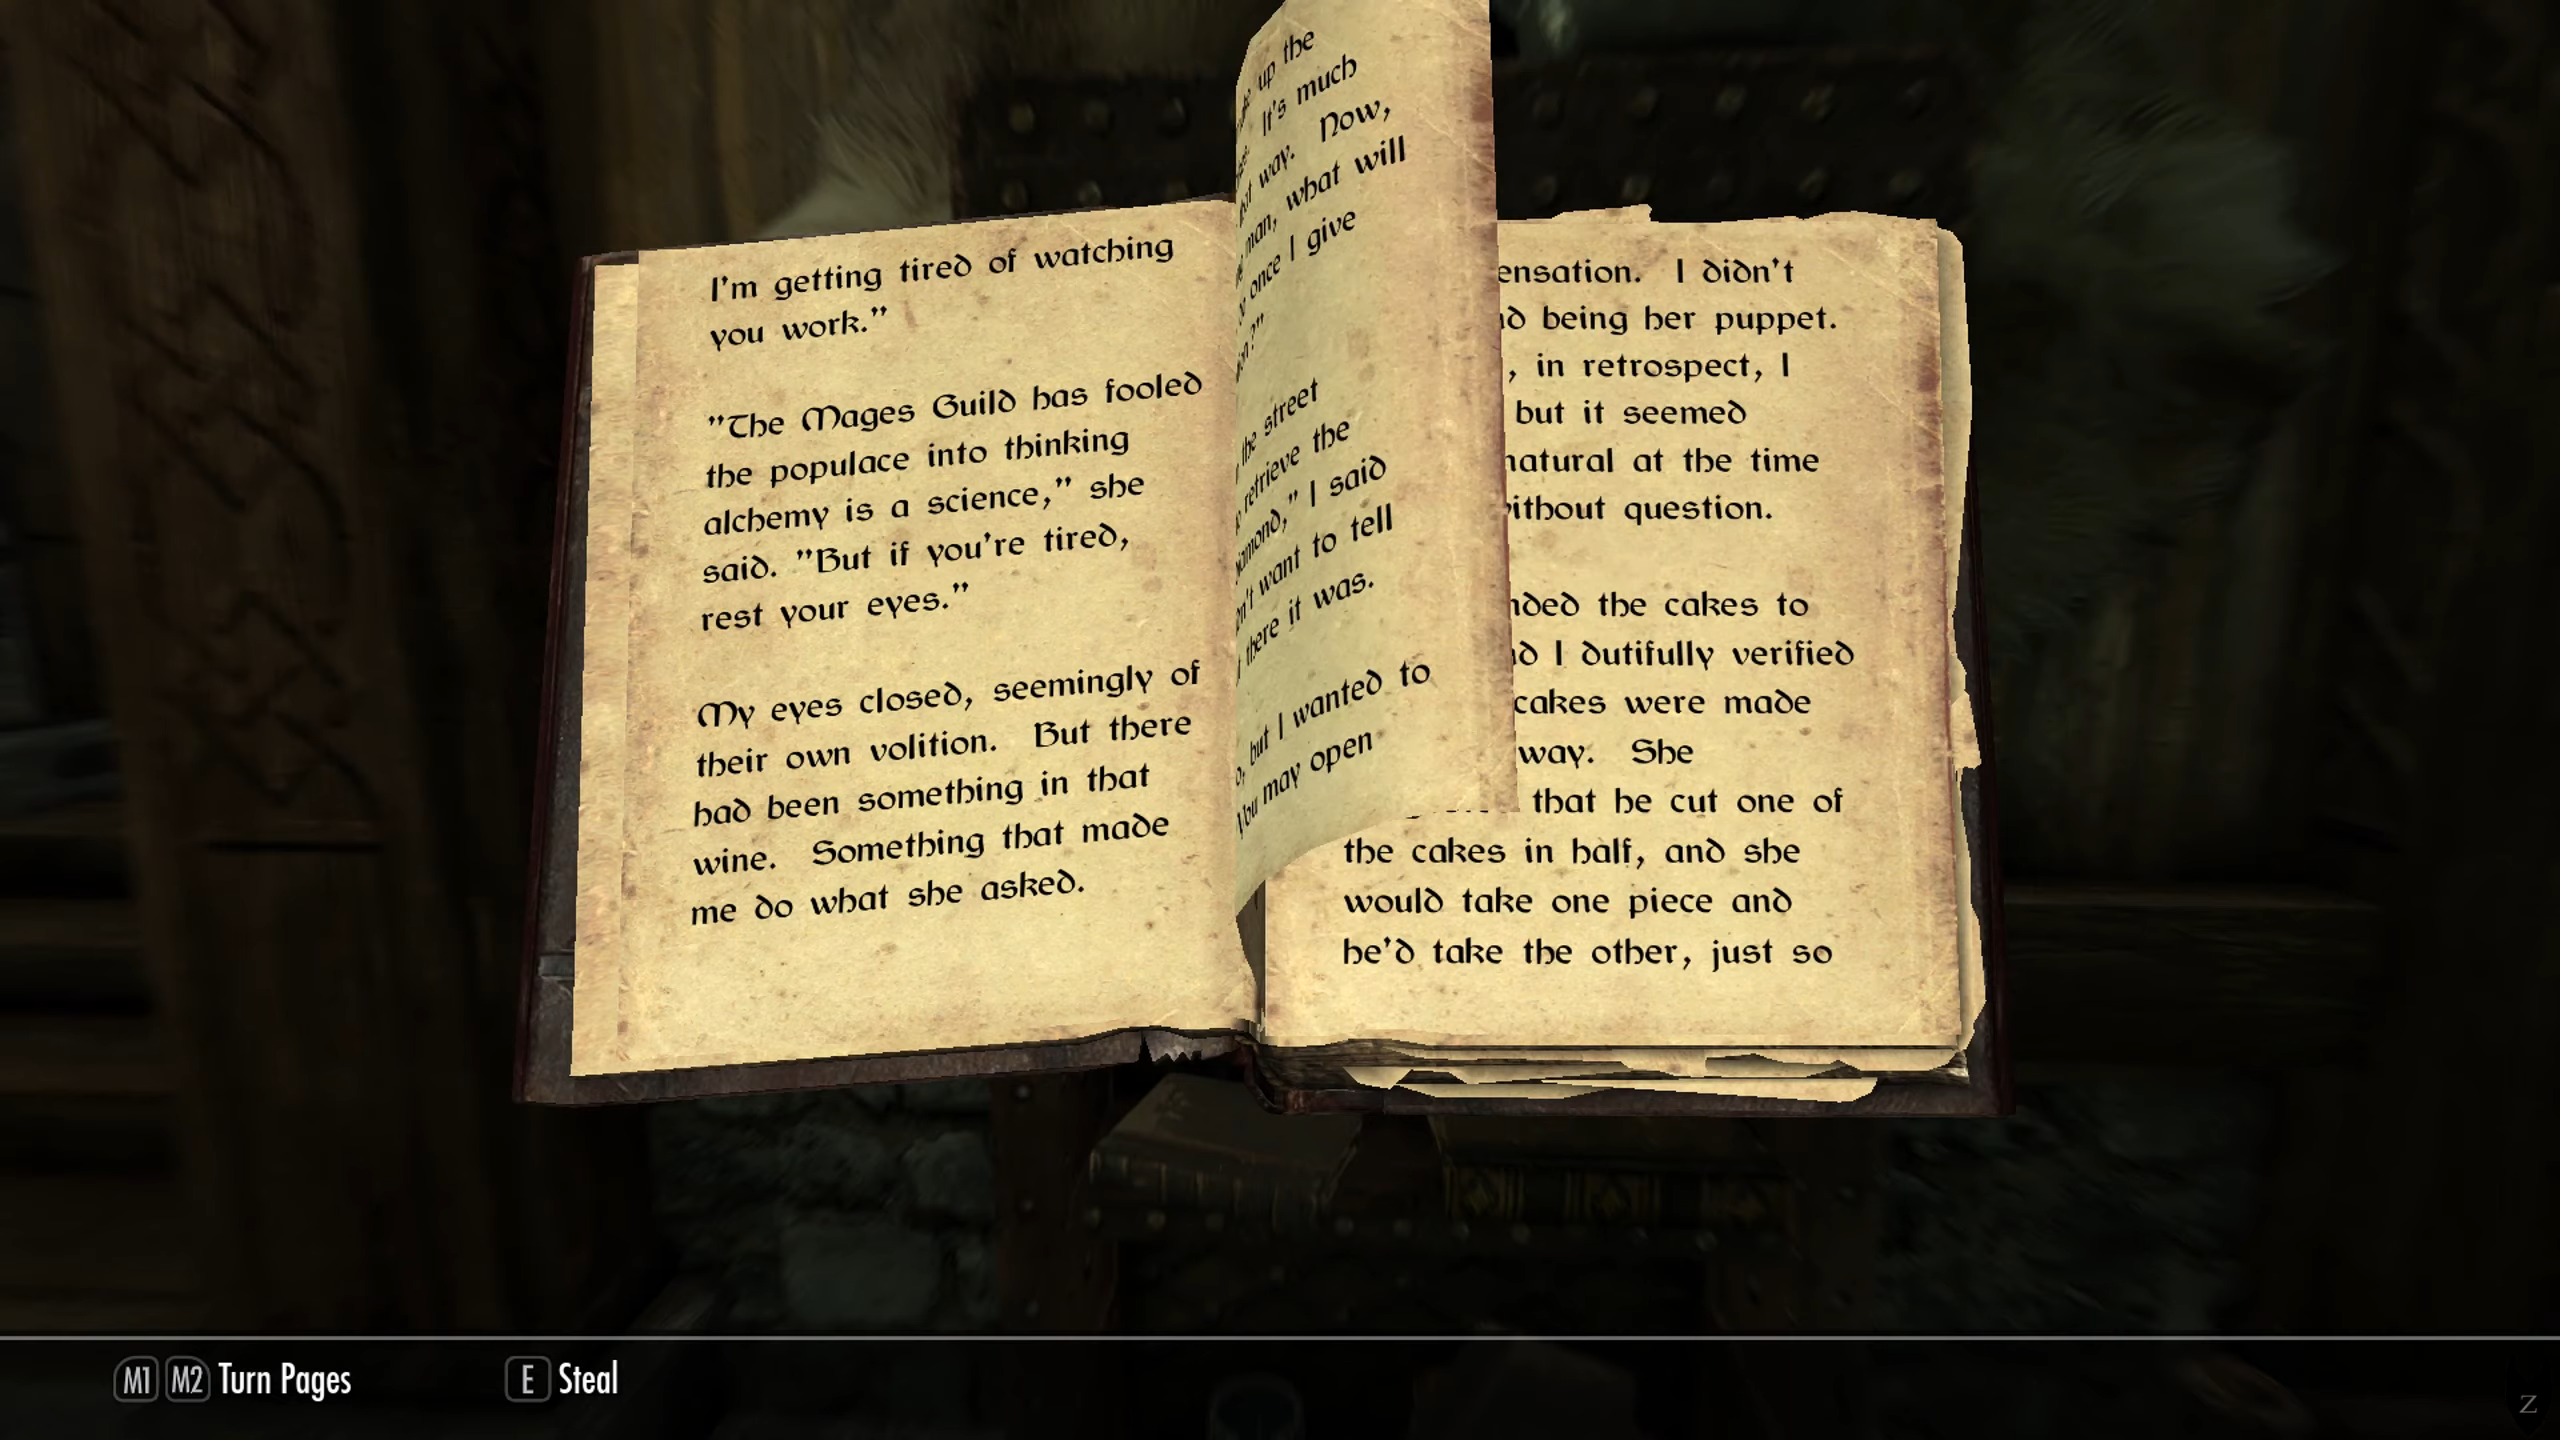 I'm getting tired of watching
you work."
"The Mages Guild has fooled
the populace into thinking
alchemy is a science," she
said. "But if you're tired,
rest your eyes."
My eyes closed, seemingly of
their own volition. But there
had been something in that
wine. Something that made
me do what she asked.
up the
It's much
way. Now,
man, what will
once I give
the street
retrieve the
I said
want to tell
there it was.
but I wanted to
You may open
I didn't
being her puppet.
, in retrospect, I
but it seemed
natural at the time
without question.
the cakes to
I dutifully verified
cakes were made
way. She
that he cut one of
the cakes in half, and she
would take one piece and
he'd take the other, just so
M1 M2 Turn Pages
E Steal
Z